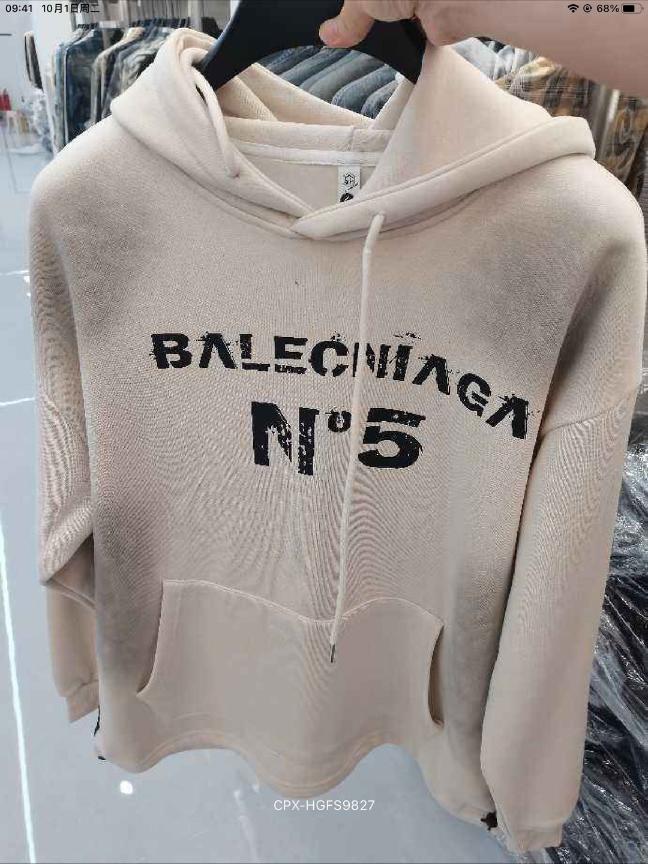 09:41 10月1日周二
68%
BALECNIAGA
N°5
CPX-HGFS9827